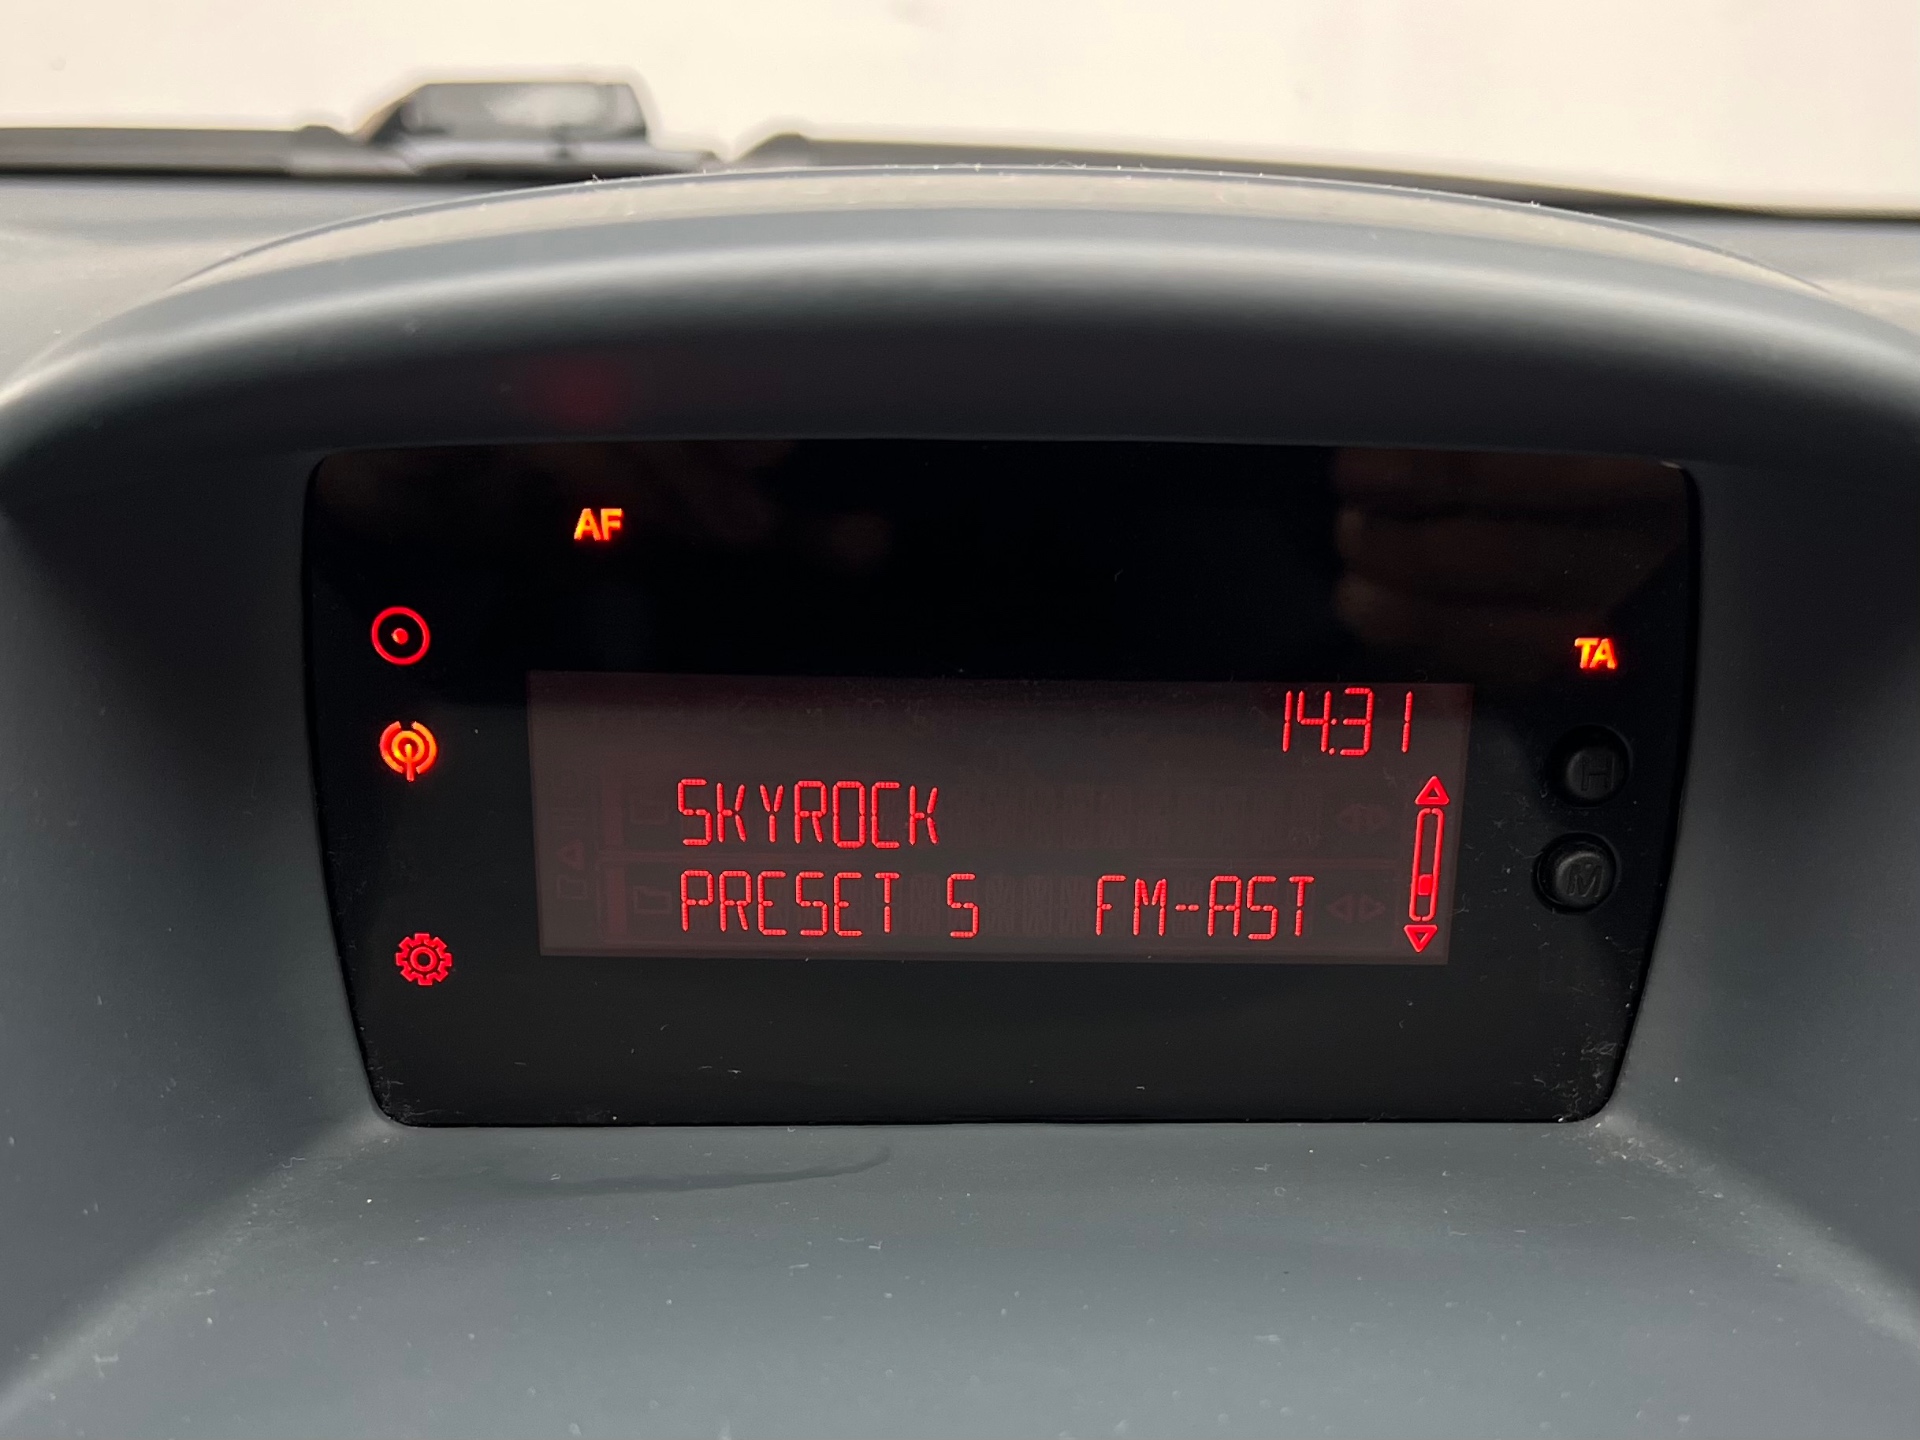 AF
TA
14:31
H
SKYROCK
M
PRESET 5 FM-AST